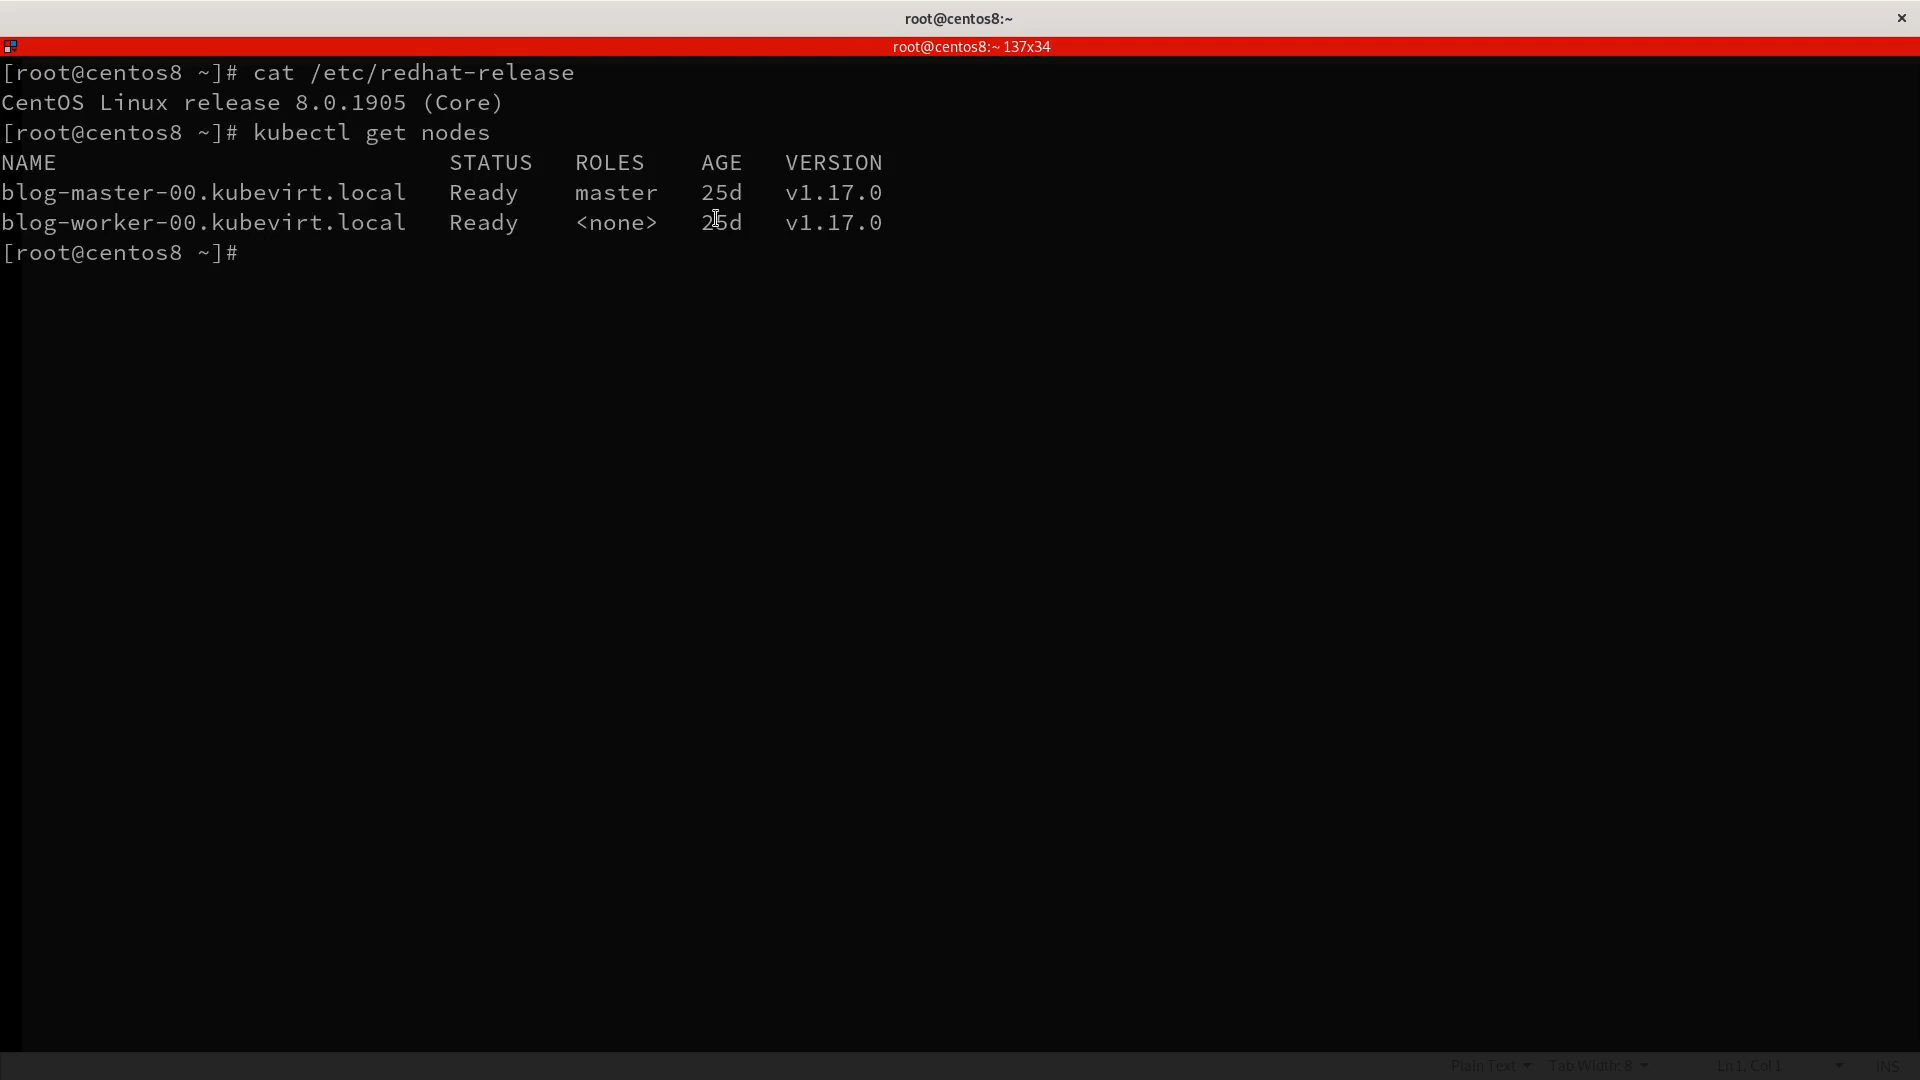 root@centos8:~
×
root@centos8:~ 137x34
[root@centos8 ~]# cat /etc/redhat-release
CentOS Linux release 8.0.1905 (Core)
[root@centos8 ~]# kubectl get nodes
NAME                            STATUS   ROLES    AGE   VERSION
blog-master-00.kubevirt.local   Ready    master   25d   v1.17.0
blog-worker-00.kubevirt.local   Ready    <none>   25d   v1.17.0
[root@centos8 ~]#
Plain Text   Tab Width: 8   Ln 1, Col 1   INS